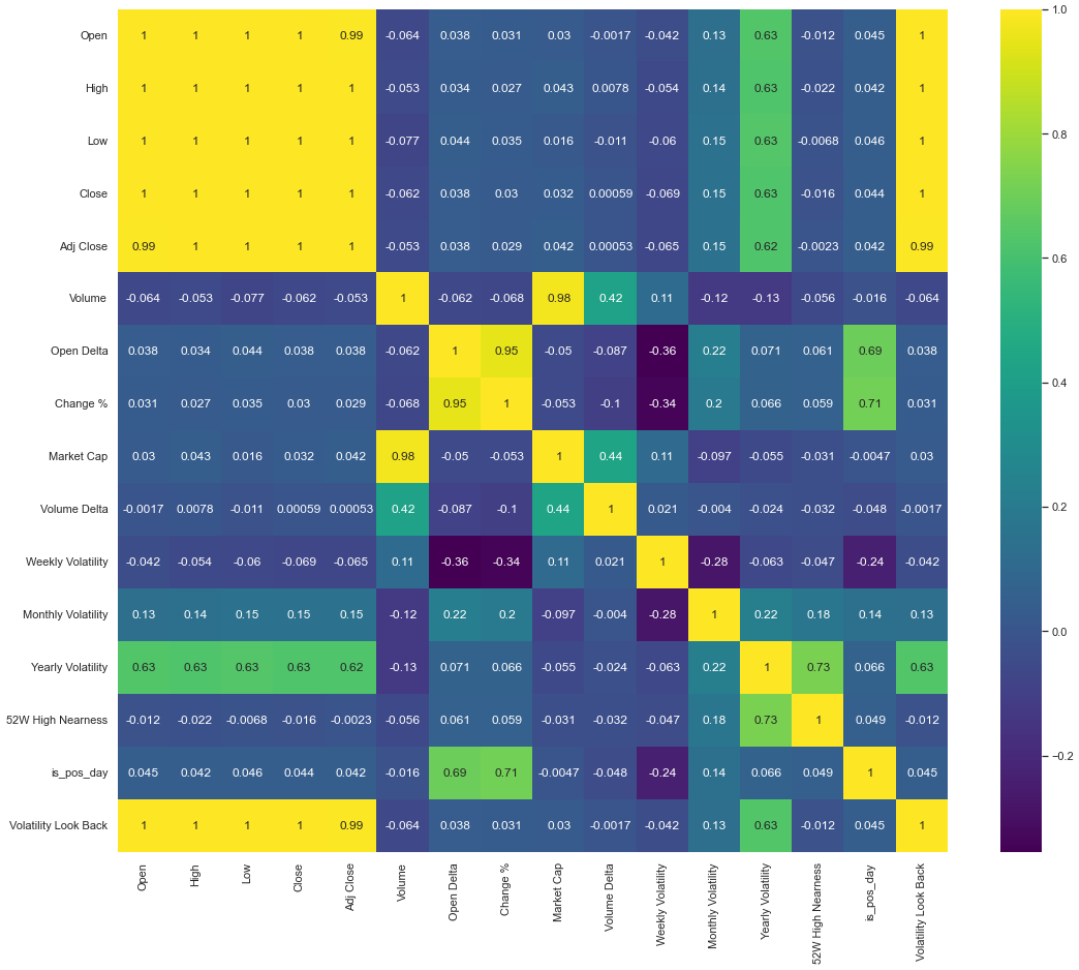 Open 1 1 1 1 0.99 -0.064 0.038 0.031 0.03 -0.0017 -0.042 0.13 0.63 -0.012 0.045 1
High 1 1 1 1 1 -0.053 0.034 0.027 0.043 0.0078 -0.054 0.14 0.63 -0.022 0.042 1
Low 1 1 1 1 1 -0.077 0.044 0.035 0.016 -0.011 -0.06 0.15 0.63 -0.0068 0.046 1
Close 1 1 1 1 1 -0.062 0.038 0.03 0.032 0.00059 -0.069 0.15 0.63 -0.016 0.044 1
Adj Close 0.99 1 1 1 1 -0.053 0.038 0.029 0.042 0.00053 -0.065 0.15 0.62 -0.0023 0.042 0.99
Volume -0.064 -0.053 -0.077 -0.062 -0.053 1 -0.062 -0.068 0.98 0.42 0.11 -0.12 -0.13 -0.056 -0.016 -0.064
Open Delta 0.038 0.034 0.044 0.038 0.038 -0.062 1 0.95 -0.05 -0.087 -0.36 0.22 0.071 0.061 0.69 0.038
Change % 0.031 0.027 0.035 0.03 0.029 -0.068 0.95 1 -0.053 -0.1 -0.34 0.2 0.066 0.059 0.71 0.031
Market Cap 0.03 0.043 0.016 0.032 0.042 0.98 -0.05 -0.053 1 0.44 0.11 -0.097 -0.055 -0.031 -0.0047 0.03
Volume Delta -0.0017 0.0078 -0.011 0.00059 0.00053 0.42 -0.087 -0.1 0.44 1 0.021 -0.004 -0.024 -0.032 -0.048 -0.0017
Weekly Volatility -0.042 -0.054 -0.06 -0.069 -0.065 0.11 -0.36 -0.34 0.11 0.021 1 -0.28 -0.063 -0.047 -0.24 -0.042
Monthly Volatility 0.13 0.14 0.15 0.15 0.15 -0.12 0.22 0.2 -0.097 -0.004 -0.28 1 0.22 0.18 0.14 0.13
Yearly Volatility 0.63 0.63 0.63 0.63 0.62 -0.13 0.071 0.066 -0.055 -0.024 -0.063 0.22 1 0.73 0.066 0.63
52W High Nearness -0.012 -0.022 -0.0068 -0.016 -0.0023 -0.056 0.061 0.059 -0.031 -0.032 -0.047 0.18 0.73 1 0.049 -0.012
is_pos_day 0.045 0.042 0.046 0.044 0.042 -0.016 0.69 0.71 -0.0047 -0.048 -0.24 0.14 0.066 0.049 1 0.045
Volatility Look Back 1 1 1 1 0.99 -0.064 0.038 0.031 0.03 -0.0017 -0.042 0.13 0.63 -0.012 0.045 1
Open
High
Low
Close
Adj Close
Volume
Open Delta
Change %
Market Cap
Volume Delta
Weekly Volatility
Monthly Volatility
Yearly Volatility
52W High Nearness
is_pos_day
Volatility Look Back
1.0
0.8
0.6
0.4
0.2
0.0
−0.2